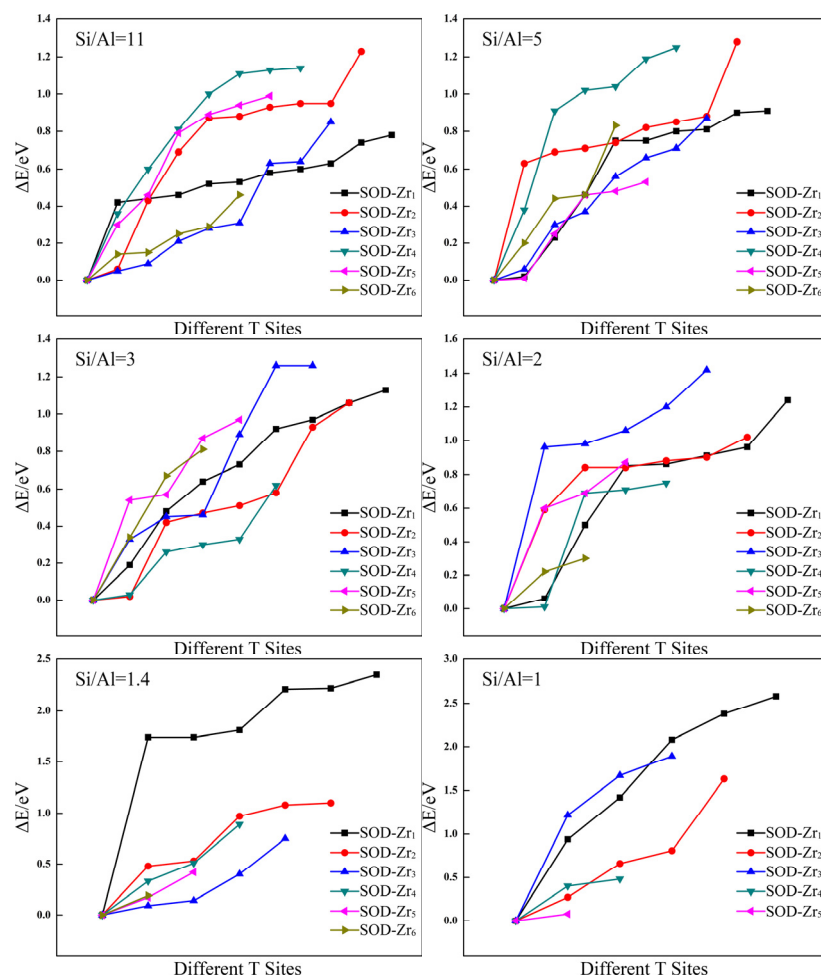 Si/Al=11
1.4
1.2
1.0
0.8
0.6
0.4
0.2
0.0
ΔE/eV
SOD-Zr₁
SOD-Zr₂
SOD-Zr₃
SOD-Zr₄
SOD-Zr₅
SOD-Zr₆
Different T Sites
Si/Al=5
1.4
1.2
1.0
0.8
0.6
0.4
0.2
0.0
ΔE/eV
SOD-Zr₁
SOD-Zr₂
SOD-Zr₃
SOD-Zr₄
SOD-Zr₅
SOD-Zr₆
Different T Sites
Si/Al=3
1.4
1.2
1.0
0.8
0.6
0.4
0.2
0.0
ΔE/eV
SOD-Zr₁
SOD-Zr₂
SOD-Zr₃
SOD-Zr₄
SOD-Zr₅
SOD-Zr₆
Different T Sites
Si/Al=2
1.6
1.4
1.2
1.0
0.8
0.6
0.4
0.2
0.0
ΔE/eV
SOD-Zr₁
SOD-Zr₂
SOD-Zr₃
SOD-Zr₄
SOD-Zr₅
SOD-Zr₆
Different T Sites
Si/Al=1.4
2.5
2.0
1.5
1.0
0.5
0.0
ΔE/eV
SOD-Zr₁
SOD-Zr₂
SOD-Zr₃
SOD-Zr₄
SOD-Zr₅
SOD-Zr₆
Different T Sites
Si/Al=1
3.0
2.5
2.0
1.5
1.0
0.5
0.0
ΔE/eV
SOD-Zr₁
SOD-Zr₂
SOD-Zr₃
SOD-Zr₄
SOD-Zr₅
Different T Sites